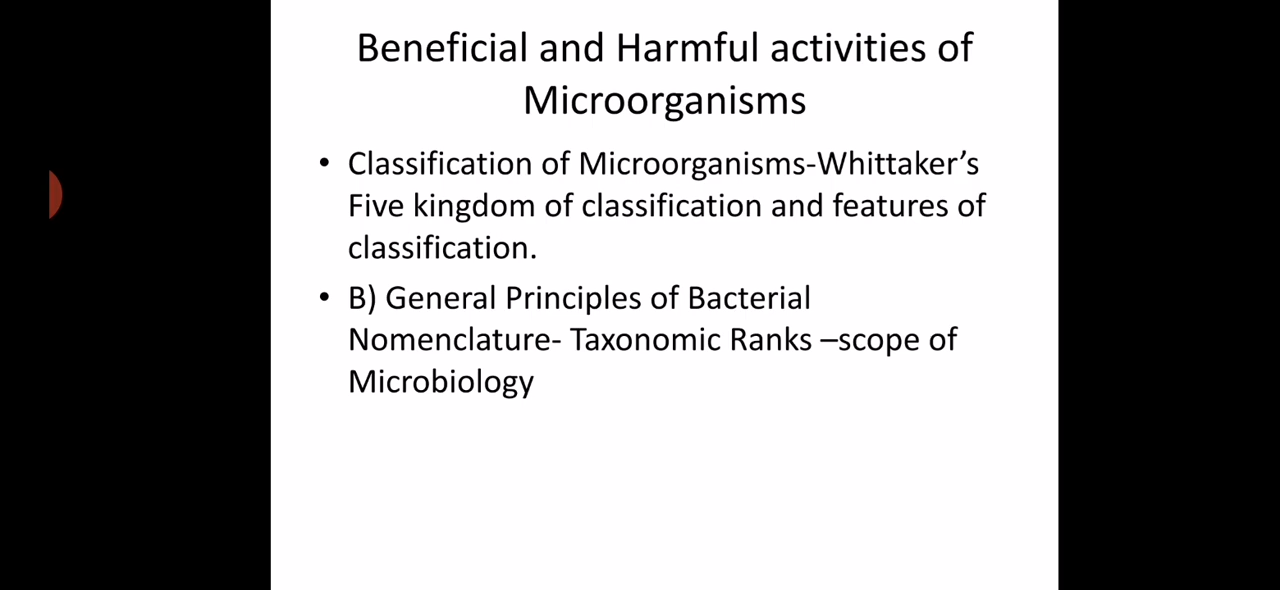 Beneficial and Harmful activities of
Microorganisms
• Classification of Microorganisms-Whittaker’s
Five kingdom of classification and features of
classification.
• B) General Principles of Bacterial
Nomenclature- Taxonomic Ranks –scope of
Microbiology